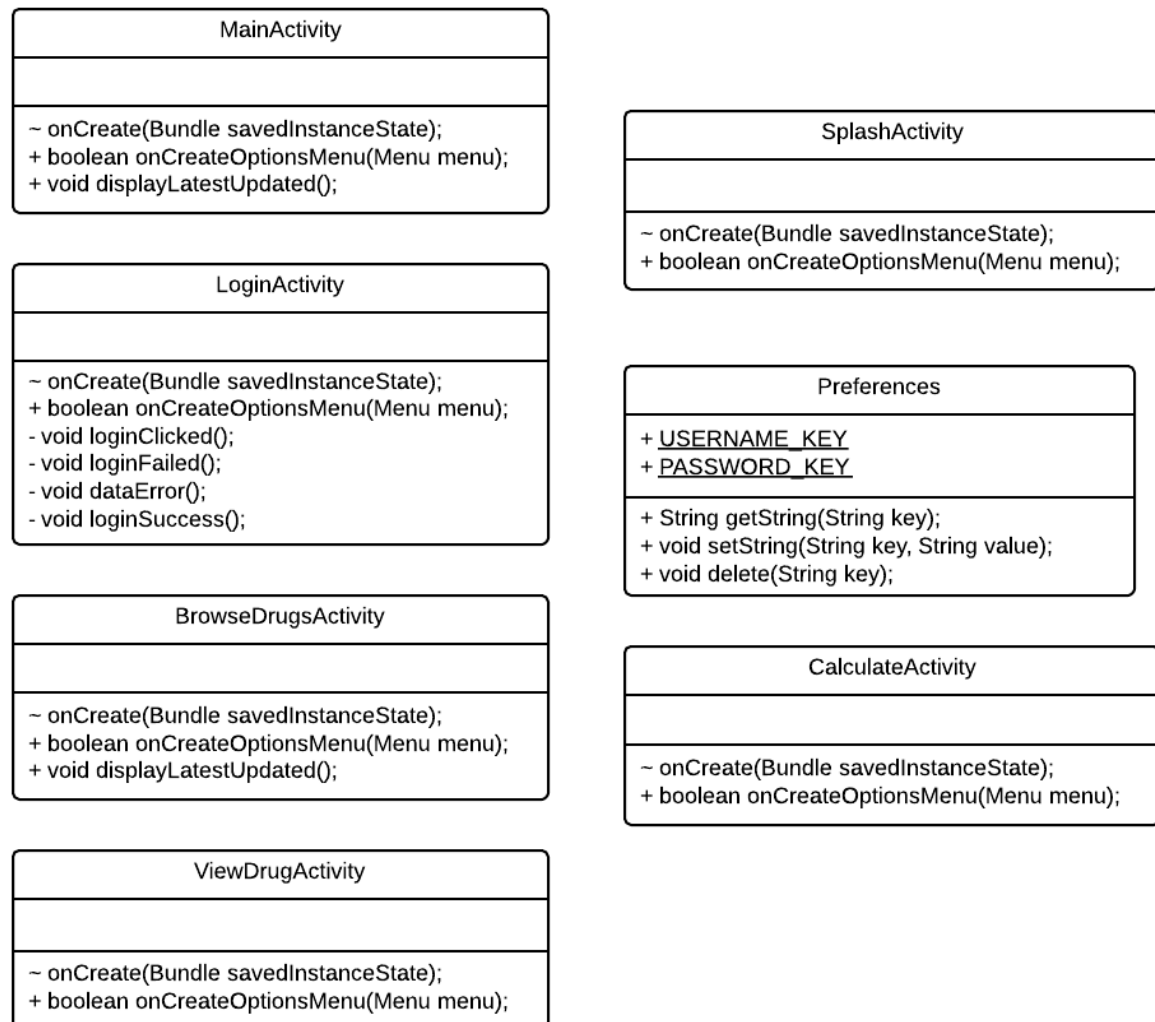 MainActivity
~ onCreate(Bundle savedInstanceState);
+ boolean onCreateOptionsMenu(Menu menu);
+ void displayLatestUpdated();
LoginActivity
~ onCreate(Bundle savedInstanceState);
+ boolean onCreateOptionsMenu(Menu menu);
- void loginClicked();
- void loginFailed();
- void dataError();
- void loginSuccess();
BrowseDrugsActivity
~ onCreate(Bundle savedInstanceState);
+ boolean onCreateOptionsMenu(Menu menu);
+ void displayLatestUpdated();
ViewDrugActivity
~ onCreate(Bundle savedInstanceState);
+ boolean onCreateOptionsMenu(Menu menu);
SplashActivity
~ onCreate(Bundle savedInstanceState);
+ boolean onCreateOptionsMenu(Menu menu);
Preferences
+ USERNAME_KEY
+ PASSWORD_KEY
+ String getString(String key);
+ void setString(String key, String value);
+ void delete(String key);
CalculateActivity
~ onCreate(Bundle savedInstanceState);
+ boolean onCreateOptionsMenu(Menu menu);